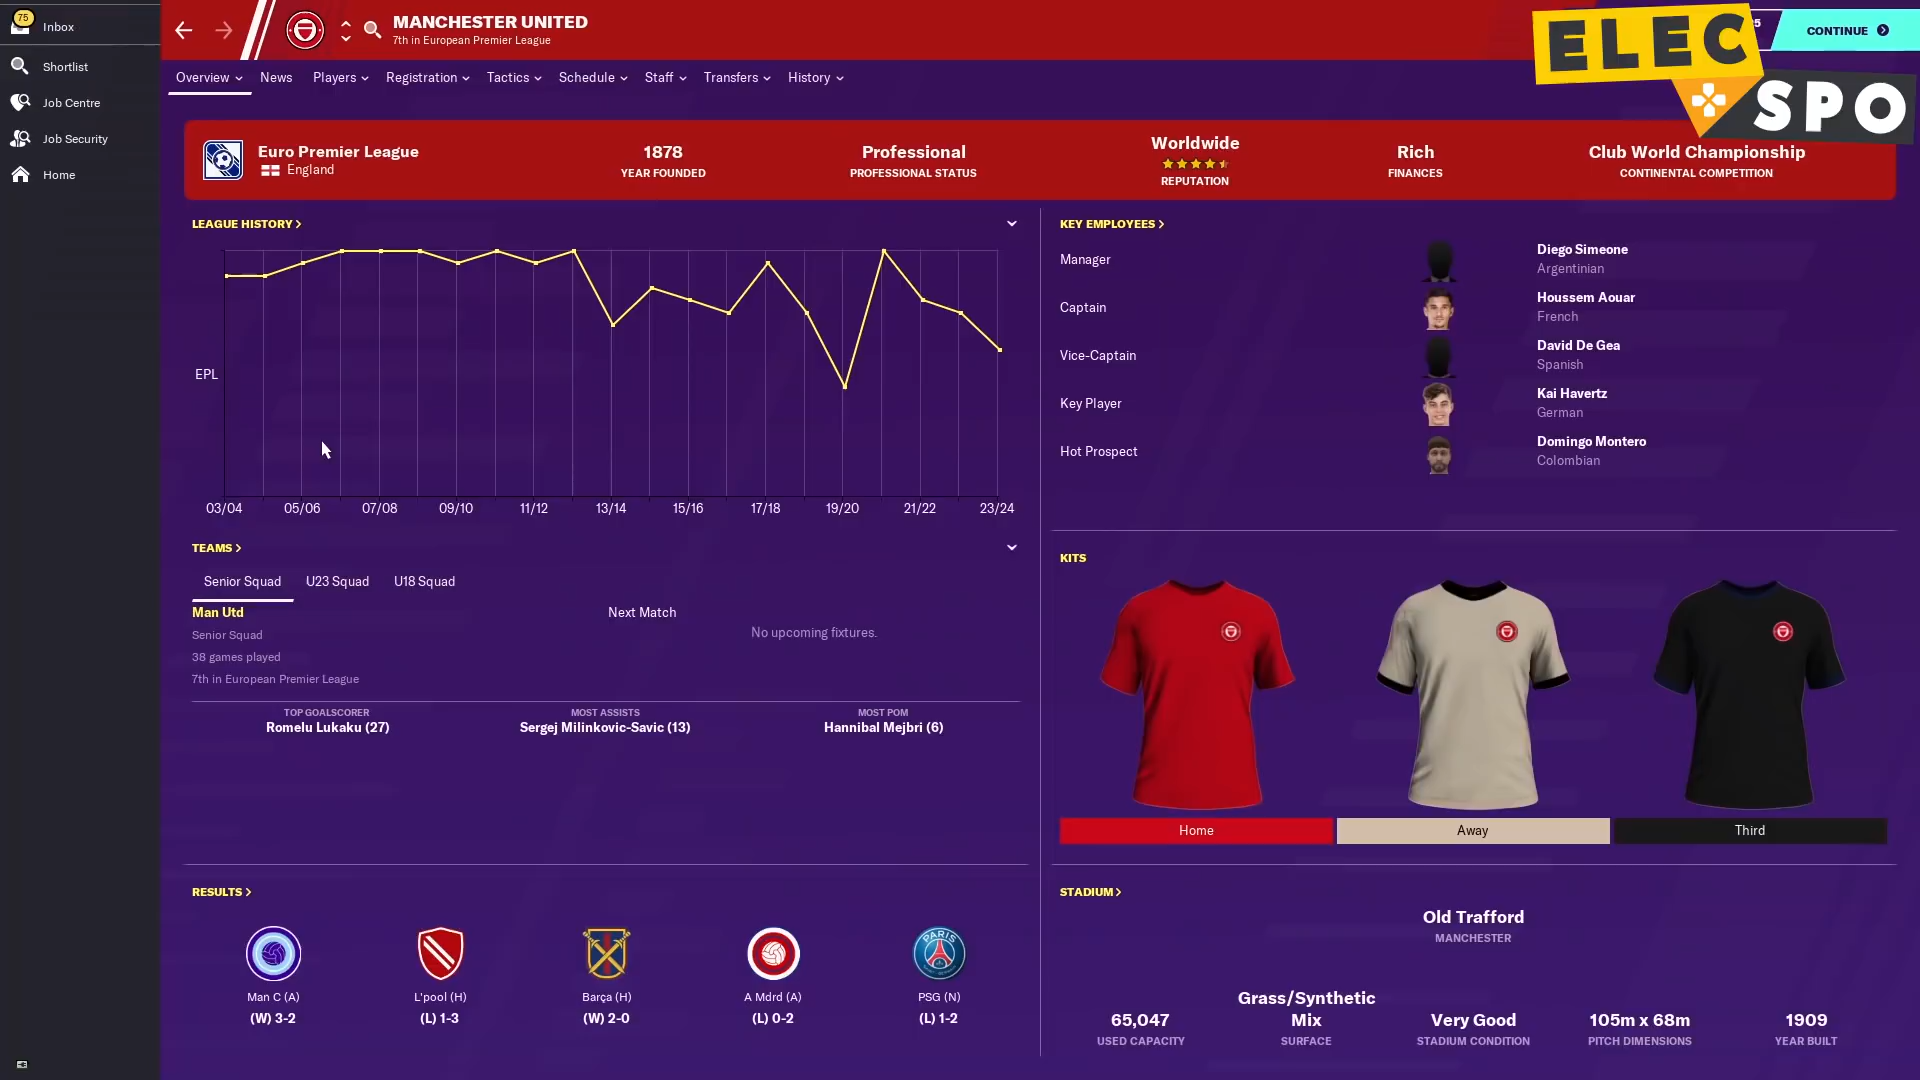 75
Inbox
Shortlist
Job Centre
Job Security
Home
MANCHESTER UNITED
7th in European Premier League
CONTINUE
ELEC
SPO
Overview
News
Players
Registration
Tactics
Schedule
Staff
Transfers
History
Euro Premier League
England
1878
YEAR FOUNDED
Professional
PROFESSIONAL STATUS
Worldwide
REPUTATION
Rich
FINANCES
Club World Championship
CONTINENTAL COMPETITION
LEAGUE HISTORY
EPL
03/04 05/06 07/08 09/10 11/12 13/14 15/16 17/18 19/20 21/22 23/24
KEY EMPLOYEES
Manager
Diego Simeone
Argentinian
Captain
Houssem Aouar
French
Vice-Captain
David De Gea
Spanish
Key Player
Kai Havertz
German
Hot Prospect
Domingo Montero
Colombian
TEAMS
Senior Squad U23 Squad U18 Squad
Man Utd
Senior Squad
38 games played
7th in European Premier League
Next Match
No upcoming fixtures.
TOP GOALSCORER
Romelu Lukaku (27)
MOST ASSISTS
Sergej Milinkovic-Savic (13)
MOST POM
Hannibal Mejbri (6)
KITS
Home
Away
Third
RESULTS
Man C (A)
(W) 3-2
L'pool (H)
(L) 1-3
Barça (H)
(W) 2-0
A Mdrd (A)
(L) 0-2
PARIS
PSG (N)
(L) 1-2
STADIUM
Old Trafford
MANCHESTER
65,047
USED CAPACITY
Grass/Synthetic
Mix
SURFACE
Very Good
STADIUM CONDITION
105m x 68m
PITCH DIMENSIONS
1909
YEAR BUILT